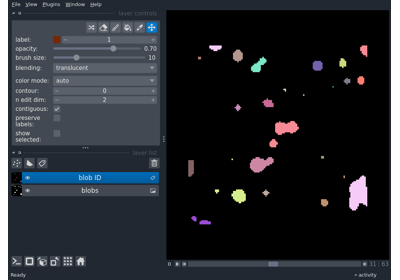 File View Plugins Window Help
layer controls
label: 1
opacity: 0.70
brush size: 10
blending: translucent
color mode: auto
contour: 0
n edit dim: 2
contiguous:
preserve
labels:
show
selected:
layer list
blob ID
blobs
Ready
31 63
activity